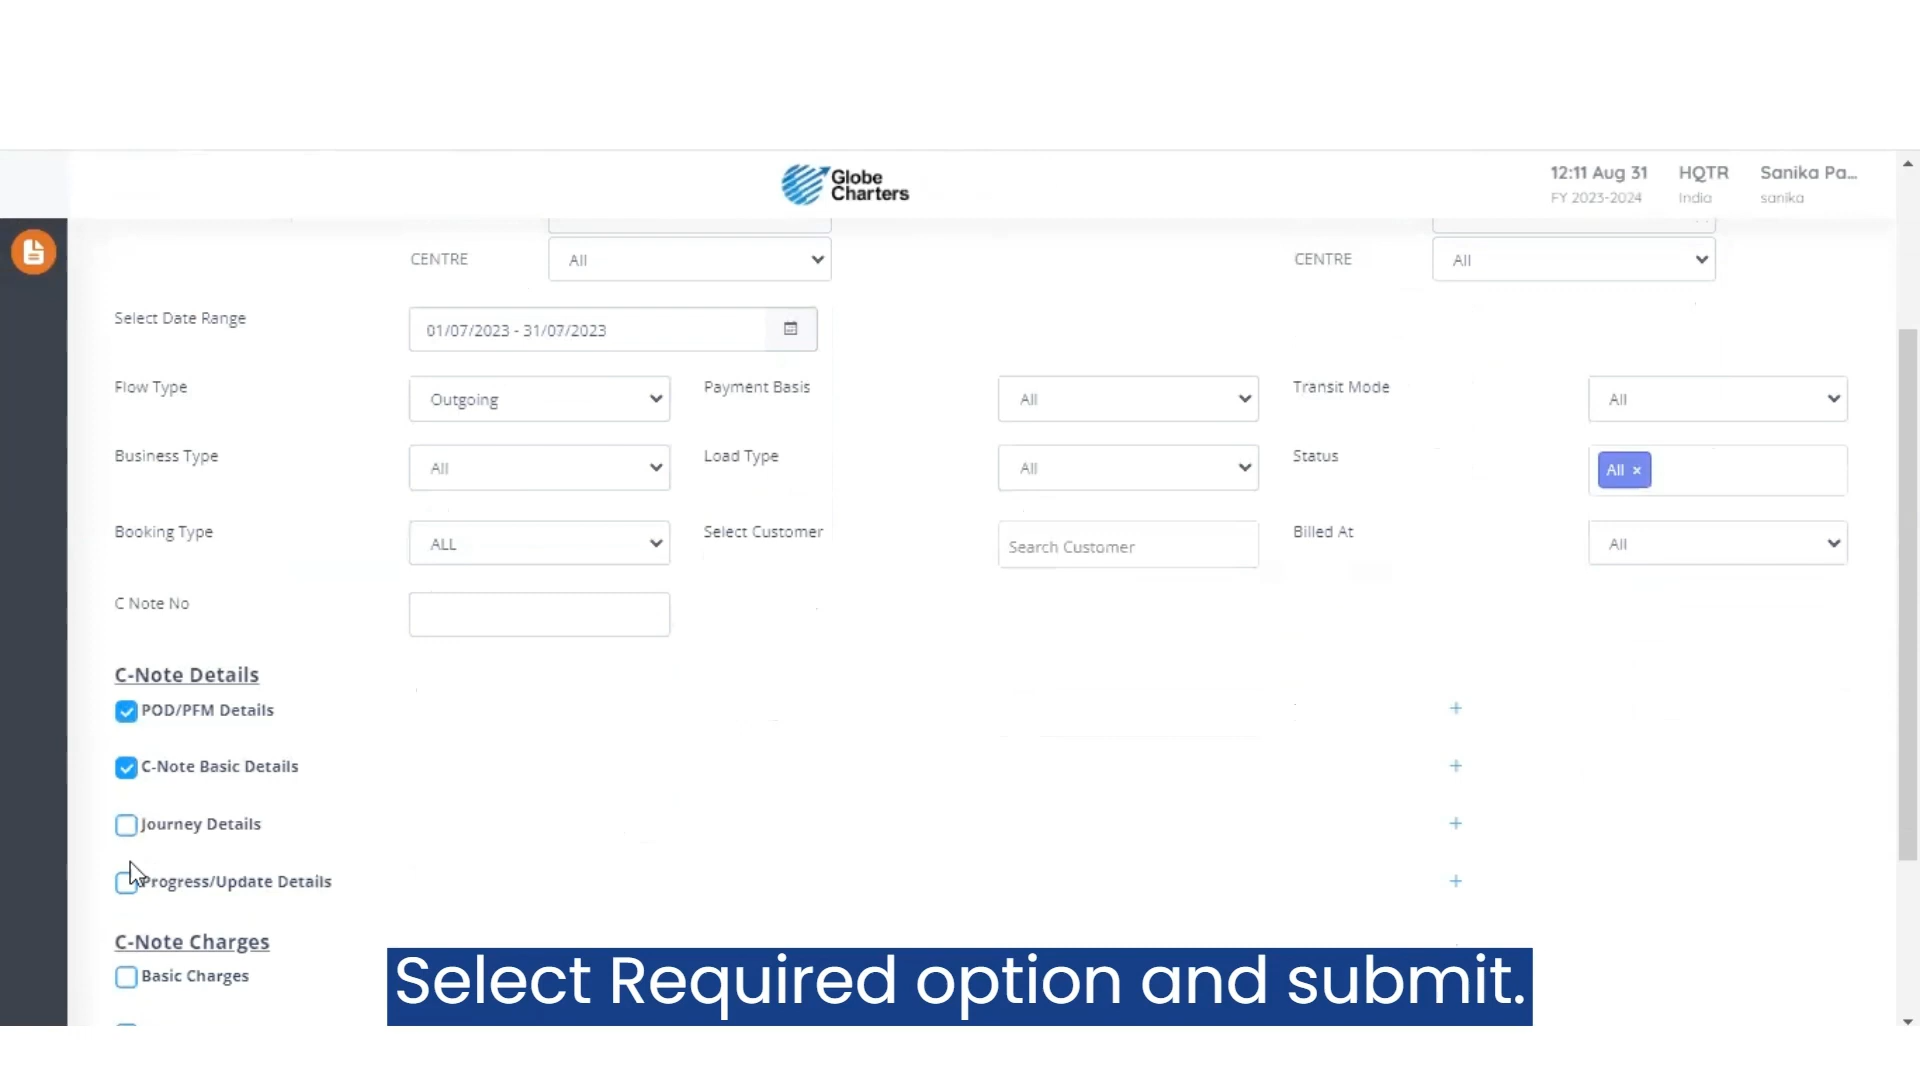 Globe
Charters
12:11 Aug 31
FY 2023-2024
HQTR
India
Sanika Pa...
sanika
CENTRE
All
CENTRE
All
Select Date Range
01/07/2023 - 31/07/2023
Flow Type
Outgoing
Payment Basis
All
Transit Mode
All
Business Type
All
Load Type
All
Status
All ×
Booking Type
ALL
Select Customer
Search Customer
Billed At
All
C Note No
C-Note Details
POD/PFM Details
+
C-Note Basic Details
+
Journey Details
+
Progress/Update Details
+
C-Note Charges
Basic Charges
Select Required option and submit.